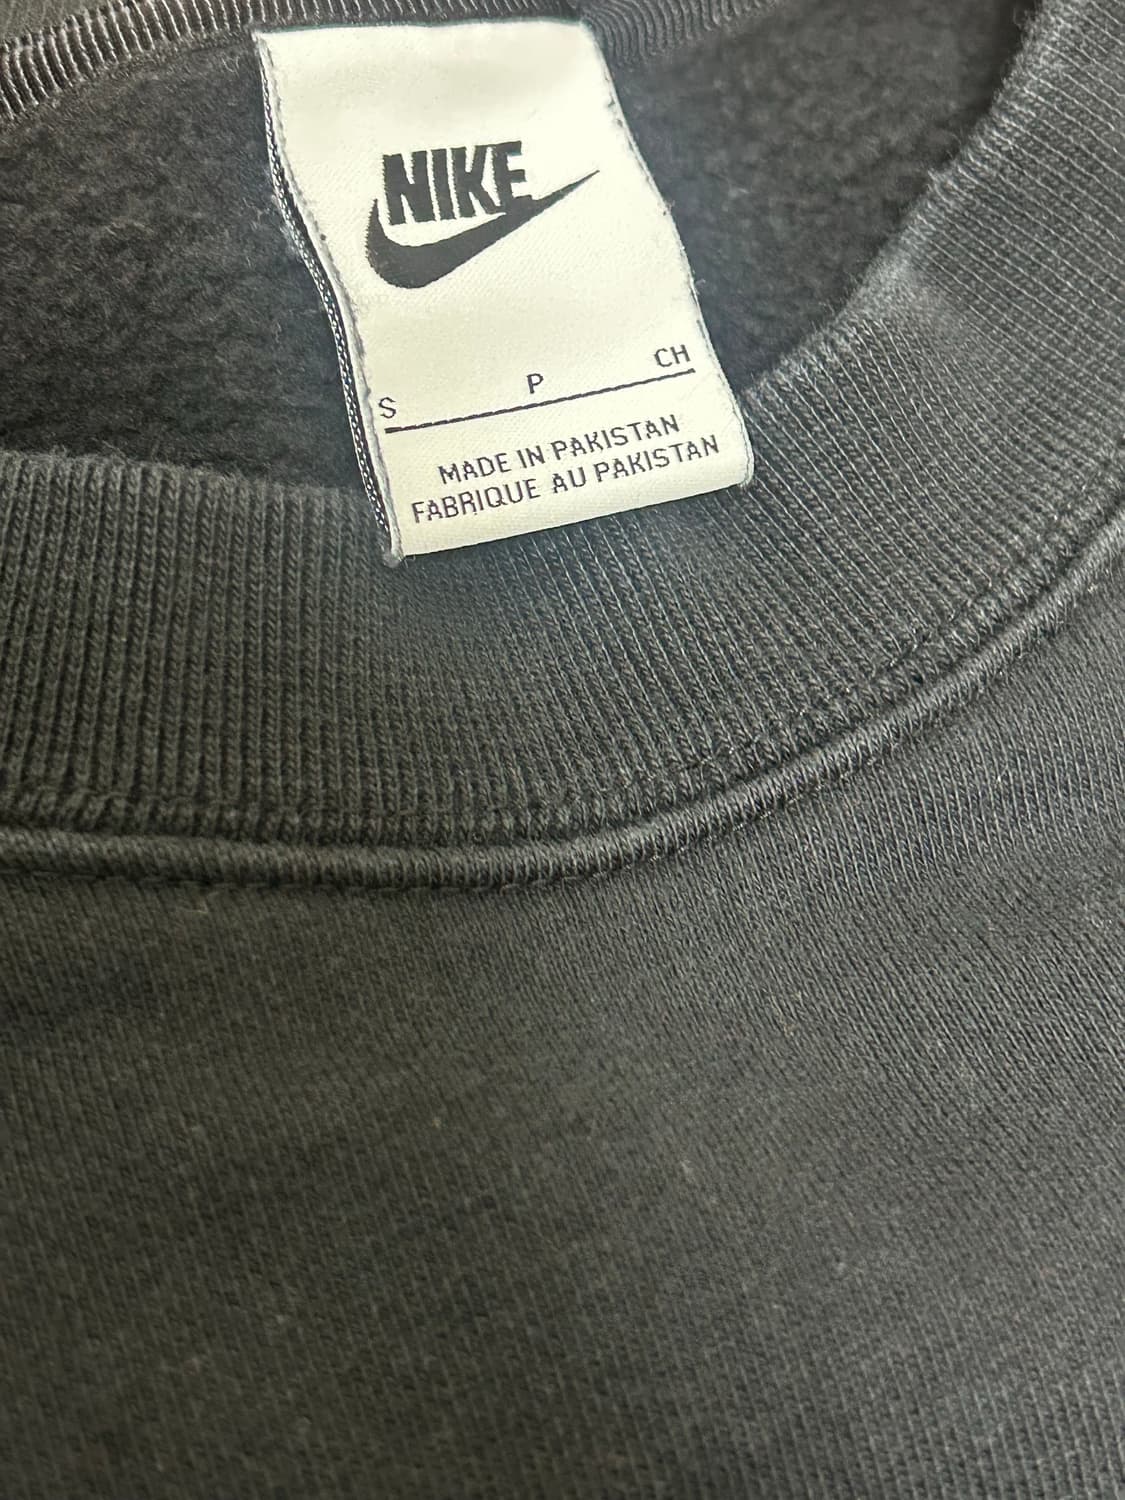 NIKE
S P CH
MADE IN PAKISTAN
FABRIQUE AU PAKISTAN